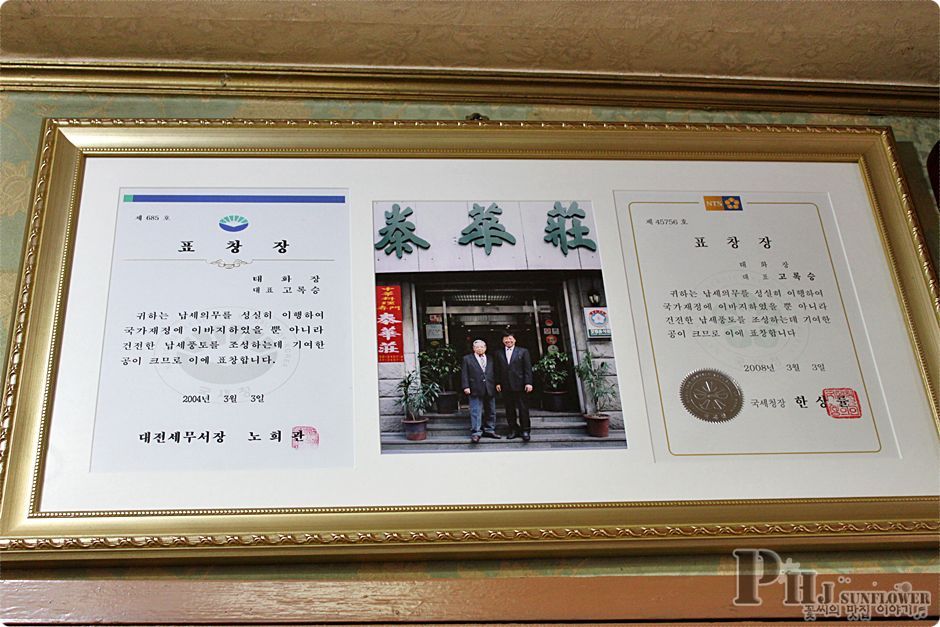 제 685 호
표 창 장
태 화 장
대표 고록승
귀하는 납세의무를 성실히 이행하여
국가재정에 이바지하였을 뿐 아니라
건전한 납세풍토를 조성하는데 기여한
공이 크므로 이에 표창합니다.
2004년 3월 3일
대전세무서장 노 희 관
泰 華 莊
中華料理
專門
泰華莊
NTS
제 45756 호
표 창 장
태 화 장
대 표 고록승
귀하는 납세의무를 성실히 이행하여
국가재정에 이바지하였을 뿐 아니라
건전한 납세풍토를 조성하는데 기여한
공이 크므로 이에 표창합니다
2008년 3월 3일
국세청장 한 상 률
PHJ SUNFLOWER
꽃씨의 맛집 이야기♬